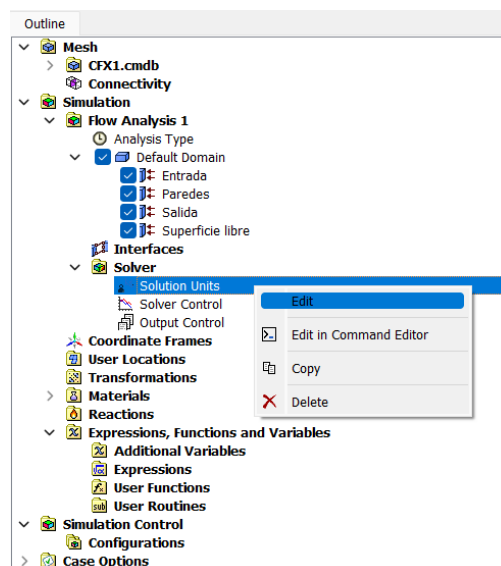 Outline
Mesh
CFX1.cmdb
Connectivity
Simulation
Flow Analysis 1
Analysis Type
Default Domain
Entrada
Paredes
Salida
Superficie libre
Interfaces
Solver
Solution Units
Edit
Solver Control
Edit in Command Editor
Output Control
Coordinate Frames
User Locations
Copy
Transformations
Materials
Delete
Reactions
Expressions, Functions and Variables
Additional Variables
Expressions
User Functions
sub User Routines
Simulation Control
Configurations
Case Options